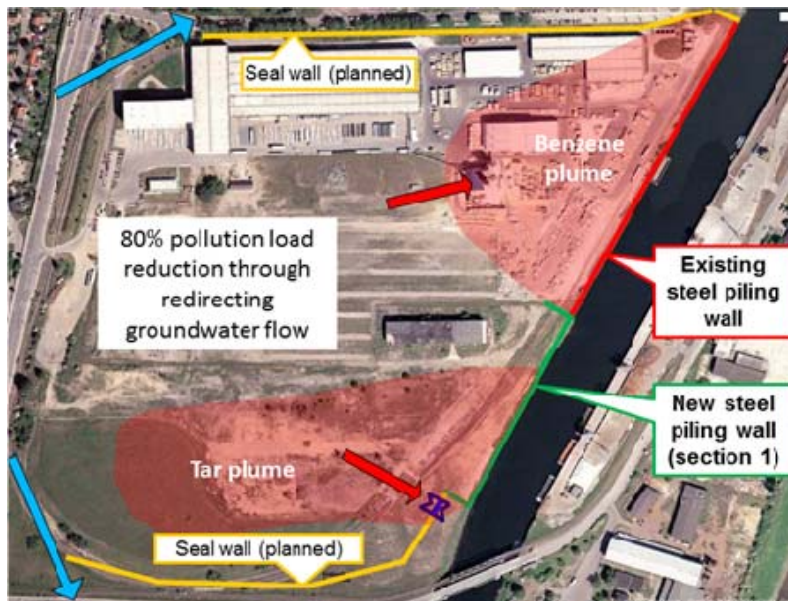 Seal wall (planned)
Benzene
plume
80% pollution load
reduction through
redirecting
groundwater flow
Existing
steel piling
wall
New steel
piling wall
(section 1)
Tar plume
ΣR
Seal wall (planned)